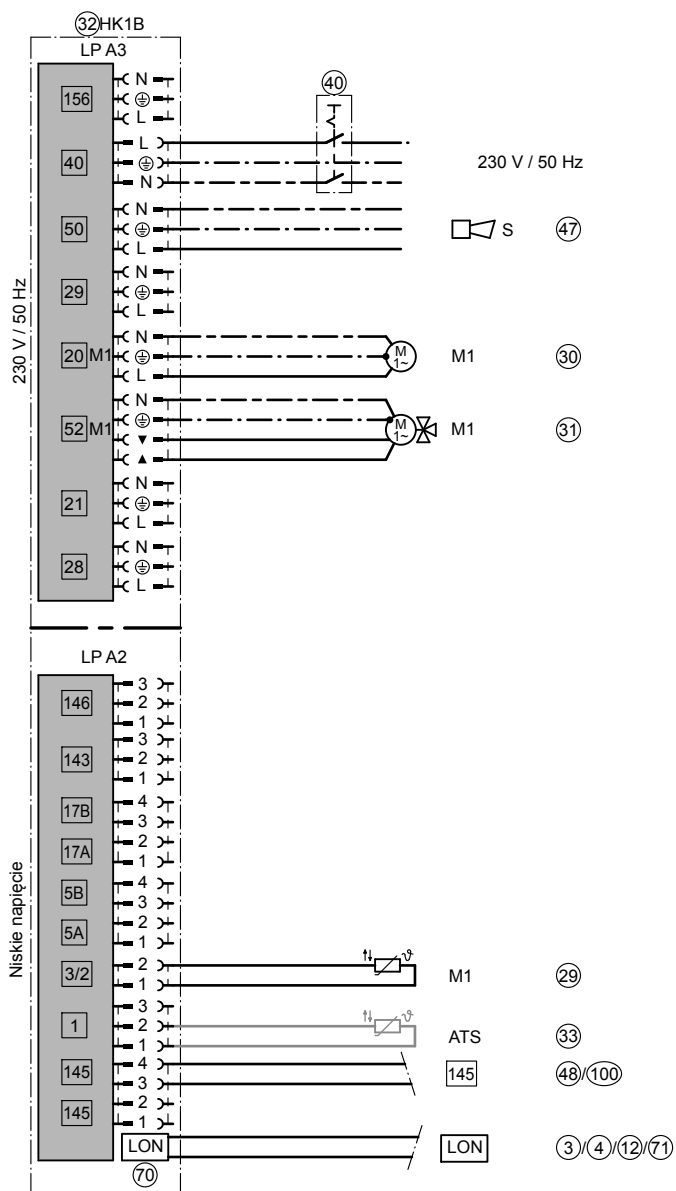 32 HK1B
LP A3
230 V / 50 Hz
156
N
L
40
L
N
40
230 V / 50 Hz
50
N
L
S 47
29
N
L
20 M1
N
L
M 1~
M1 30
52 M1
N
▼
▲
M 1~
M1 31
21
N
L
28
N
L
LP A2
Niskie napięcie
146
3
2
1
143
3
2
1
17B
4
3
17A
2
1
5B
4
3
5A
2
1
3/2
2
1
ϑ
M1 29
1
3
2
1
ϑ
ATS 33
145
4
3
145 48/100
145
2
1
LON
LON 3/4/12/71
70